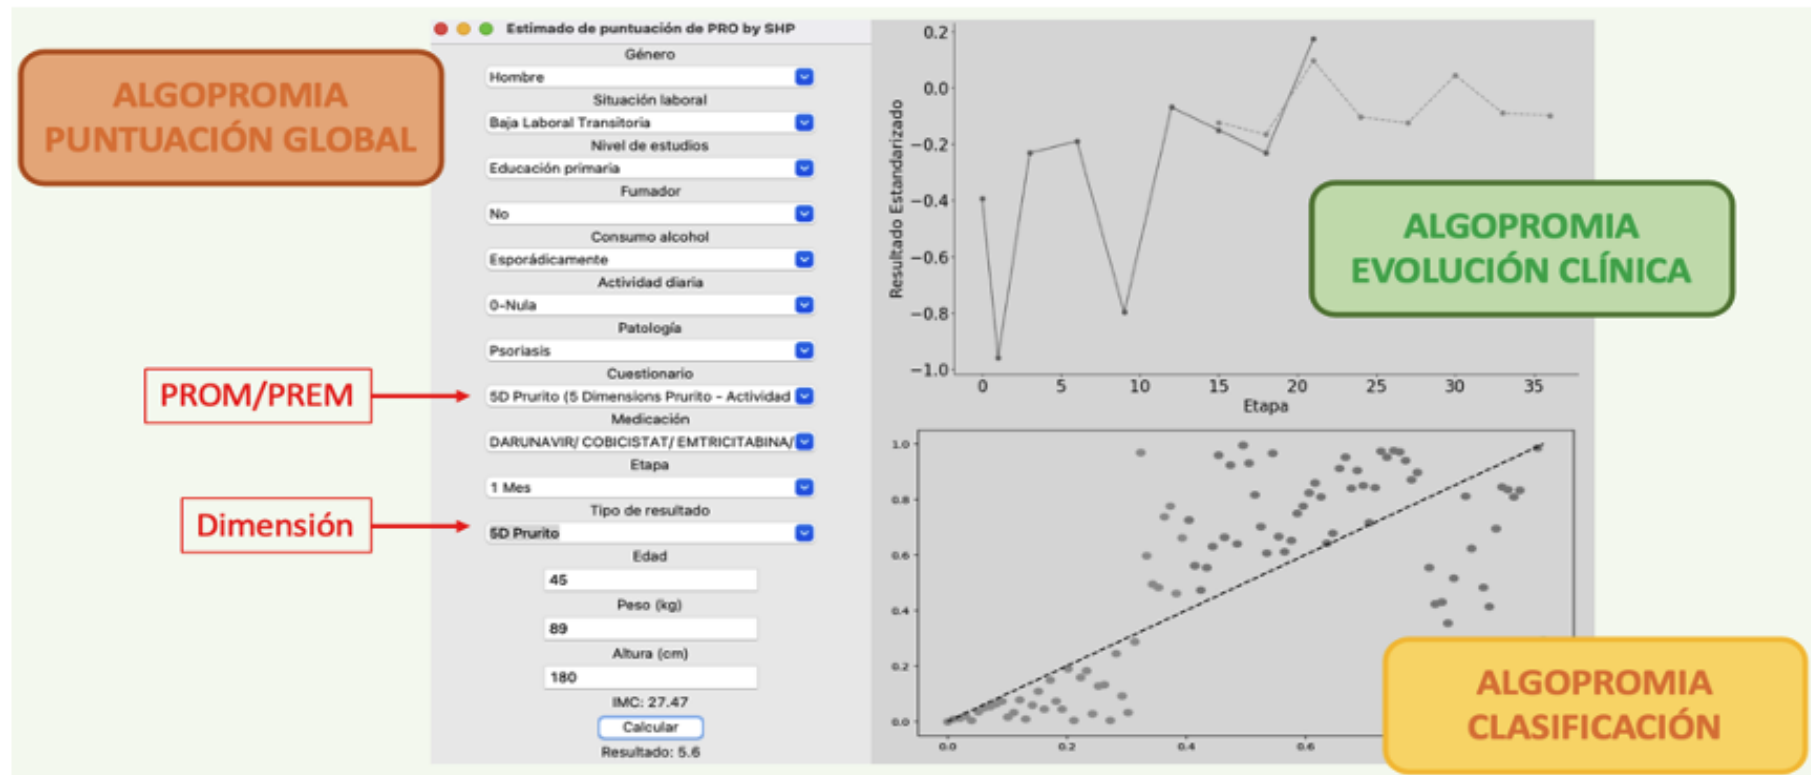 ALGOPROMIA
PUNTUACIÓN GLOBAL
PROM/PREM
Dimensión
Estimado de puntuación de PRO by SHP
Género
Hombre
Situación laboral
Baja Laboral Transitoria
Nivel de estudios
Educación primaria
Fumador
No
Consumo alcohol
Esporádicamente
Actividad diaria
0-Nula
Patología
Psoriasis
Cuestionario
5D Prurito (5 Dimensions Prurito - Actividad
Medicación
DARUNAVIR/ COBICISTAT/ EMTRICITABINA/
Etapa
1 Mes
Tipo de resultado
5D Prurito
Edad
45
Peso (kg)
89
Altura (cm)
180
IMC: 27.47
Calcular
Resultado: 5.6
Resultado Estandarizado
0.2
0.0
−0.2
−0.4
−0.6
−0.8
−1.0
0 5 10 15 20 25 30 35
Etapa
ALGOPROMIA
EVOLUCIÓN CLÍNICA
1.0
0.8
0.6
0.4
0.2
0.0
0.0 0.2 0.4 0.6
ALGOPROMIA
CLASIFICACIÓN